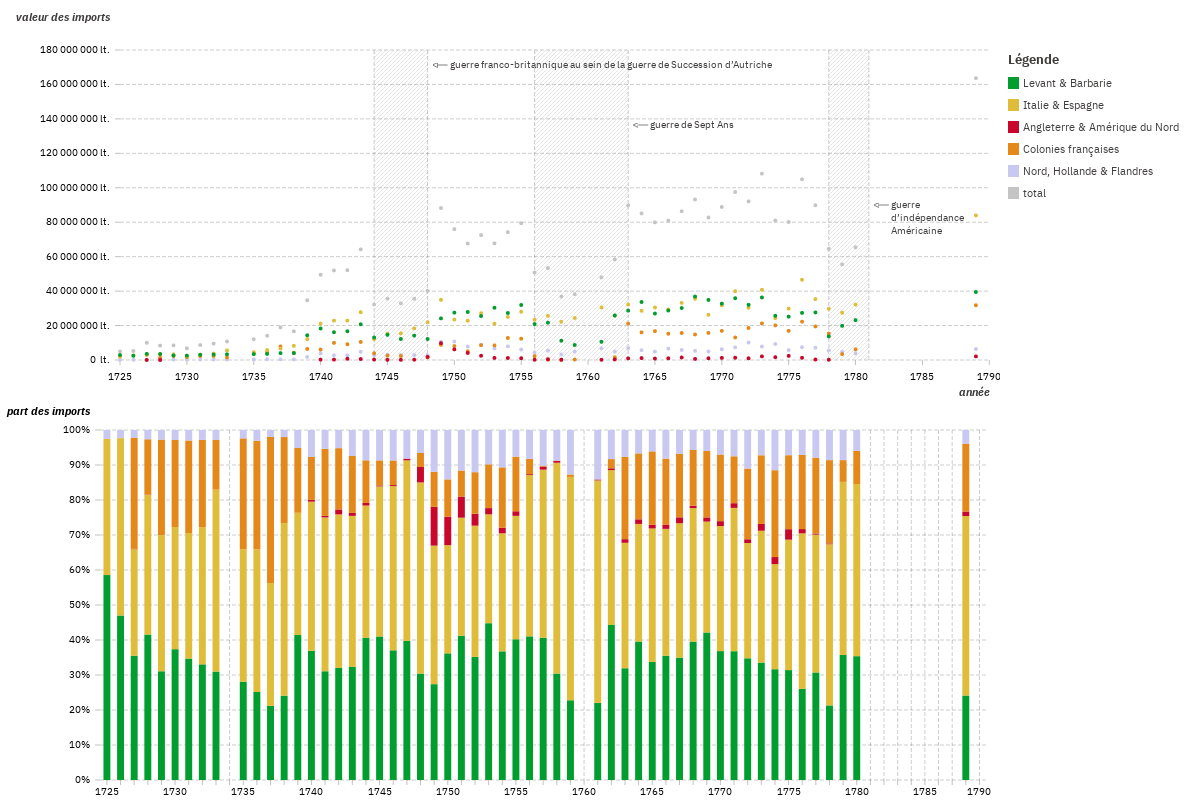 valeur des imports
180 000 000 lt.
160 000 000 lt.
140 000 000 lt.
120 000 000 lt.
100 000 000 lt.
80 000 000 lt.
60 000 000 lt.
40 000 000 lt.
20 000 000 lt.
0 lt.
guerre franco-britannique au sein de la guerre de Succession d'Autriche
guerre de Sept Ans
guerre
d'indépendance
Américaine
1725 1730 1735 1740 1745 1750 1755 1760 1765 1770 1775 1780 1785 1790
année
Légende
Levant & Barbarie
Italie & Espagne
Angleterre & Amérique du Nord
Colonies françaises
Nord, Hollande & Flandres
total
part des imports
100%
90%
80%
70%
60%
50%
40%
30%
20%
10%
0%
1725 1730 1735 1740 1745 1750 1755 1760 1765 1770 1775 1780 1785 1790